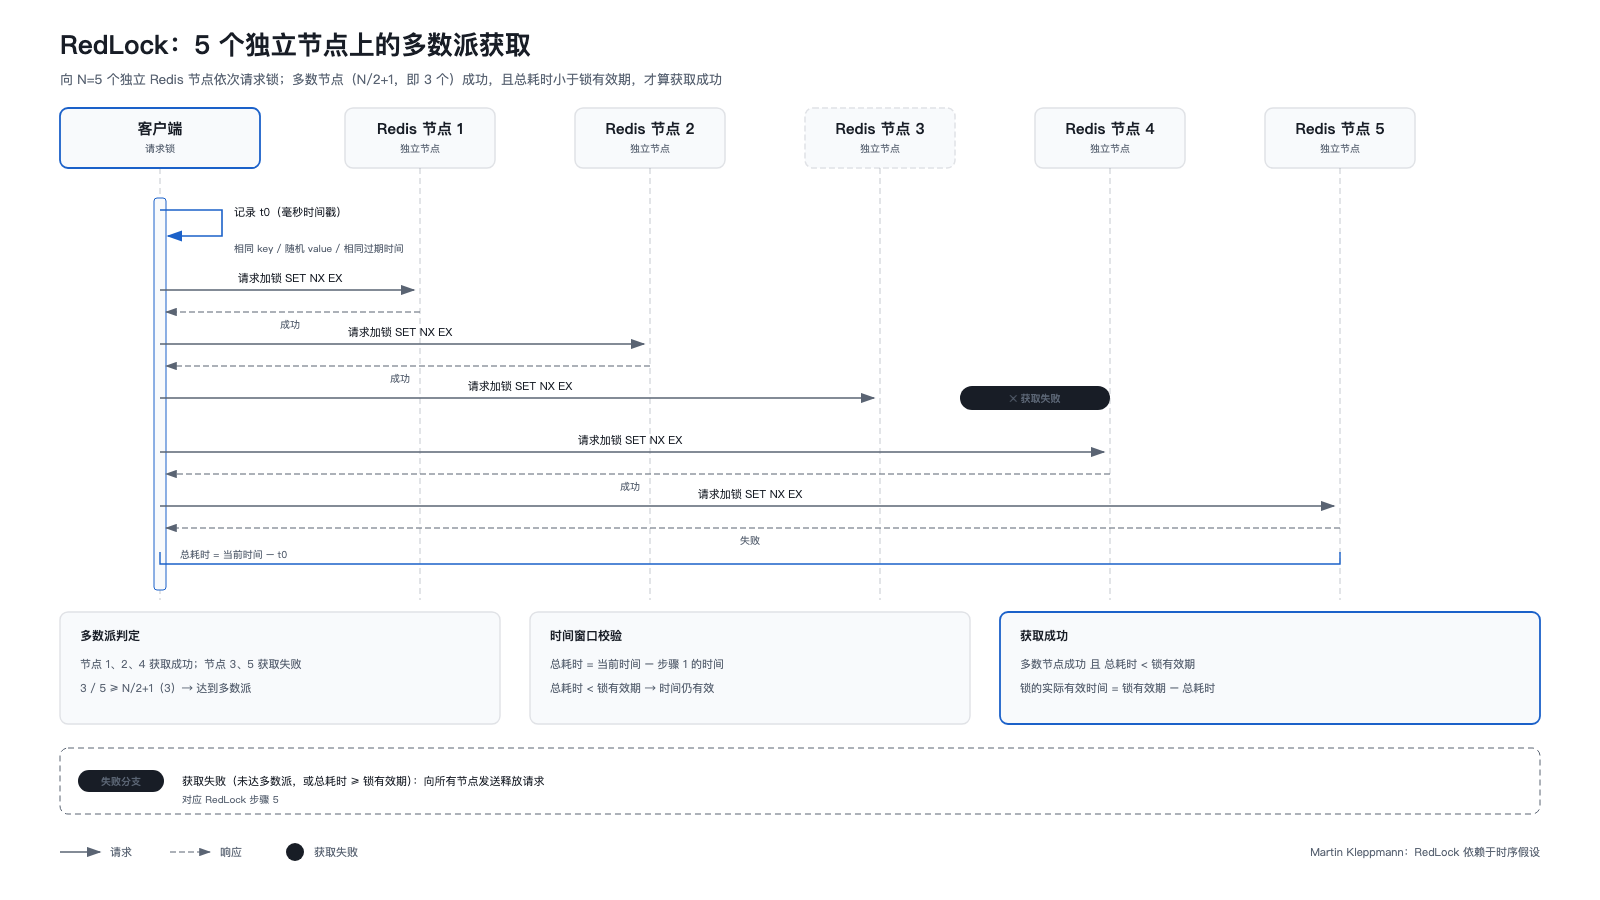 RedLock：5 个独立节点上的多数派获取
向 N=5 个独立 Redis 节点依次请求锁；多数节点（N/2+1，即 3 个）成功，且总耗时小于锁有效期，才算获取成功
客户端
请求锁
Redis 节点 1
独立节点
Redis 节点 2
独立节点
Redis 节点 3
独立节点
Redis 节点 4
独立节点
Redis 节点 5
独立节点
记录 t0（毫秒时间戳）
相同 key / 随机 value / 相同过期时间
请求加锁 SET NX EX
成功
请求加锁 SET NX EX
成功
请求加锁 SET NX EX
✕ 获取失败
请求加锁 SET NX EX
成功
请求加锁 SET NX EX
失败
总耗时 = 当前时间 − t0
多数派判定
节点 1、2、4 获取成功；节点 3、5 获取失败
3 / 5 ≥ N/2+1（3）→ 达到多数派
时间窗口校验
总耗时 = 当前时间 − 步骤 1 的时间
总耗时 < 锁有效期 → 时间仍有效
获取成功
多数节点成功 且 总耗时 < 锁有效期
锁的实际有效时间 = 锁有效期 − 总耗时
失败分支
获取失败（未达多数派，或总耗时 ≥ 锁有效期）：向所有节点发送释放请求
对应 RedLock 步骤 5
请求
响应
获取失败
Martin Kleppmann：RedLock 依赖于时序假设